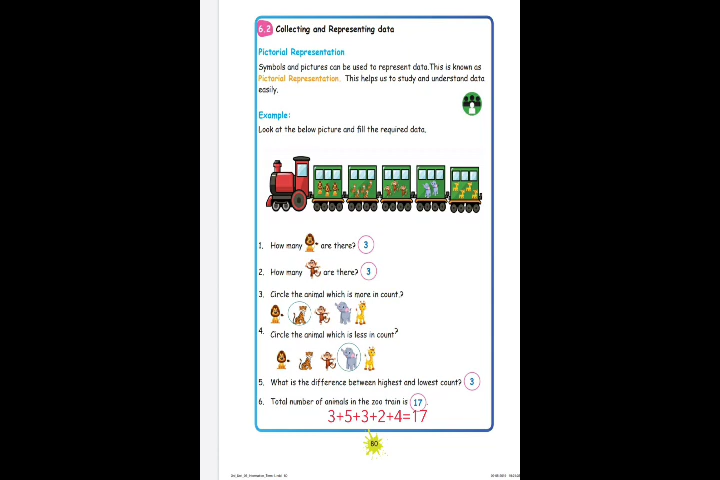 6.2 Collecting and Representing data
Pictorial Representation
Symbols and pictures can be used to represent data.This is known as
Pictorial Representation. This helps us to study and understand data
easily.
Example:
Look at the below picture and fill the required data.
1. How many are there? 3
2. How many are there? 3
3. Circle the animal which is more in count.?
4. Circle the animal which is less in count?
5. What is the difference between highest and lowest count? 3
6. Total number of animals in the zoo train is 17.
3+5+3+2+4=17
80